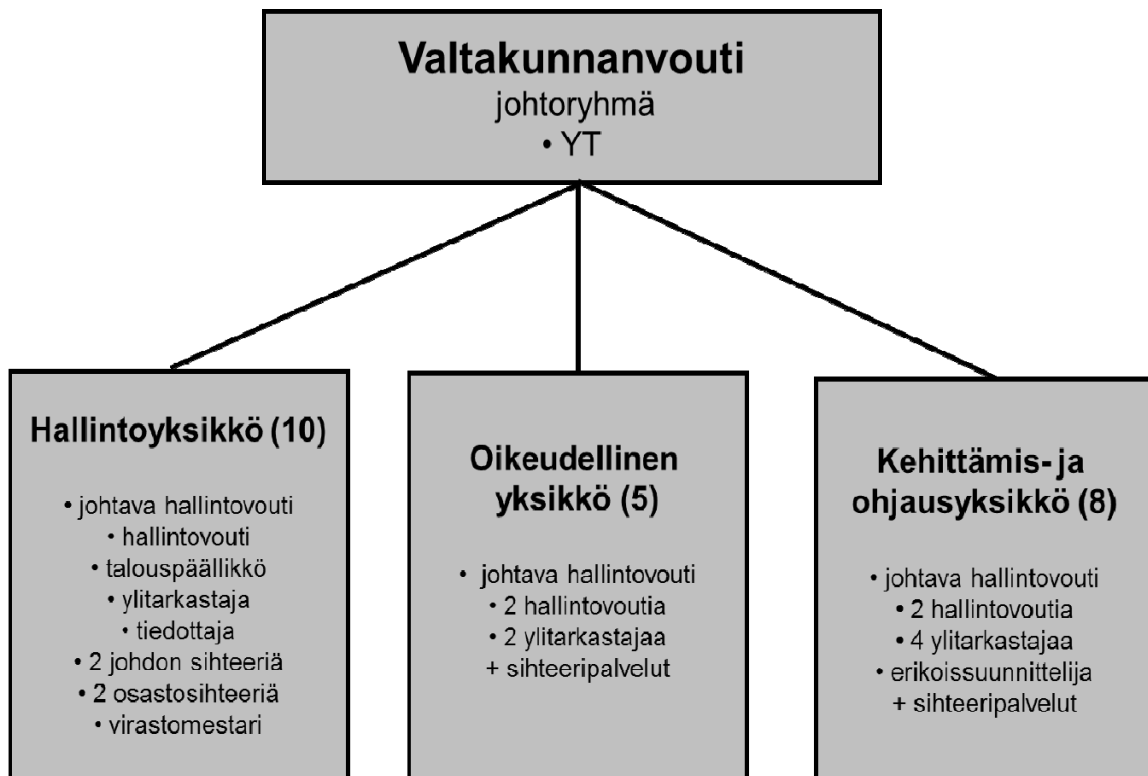 Valtakunnanvouti
johtoryhmä
• YT
Hallintoyksikkö (10)
• johtava hallintovouti
• hallintovouti
• talouspäällikkö
• ylitarkastaja
• tiedottaja
• 2 johdon sihteeriä
• 2 osastosihteeriä
• virastomestari
Oikeudellinen
yksikkö (5)
• johtava hallintovouti
• 2 hallintovoutia
• 2 ylitarkastajaa
+ sihteeripalvelut
Kehittämis- ja
ohjausyksikkö (8)
• johtava hallintovouti
• 2 hallintovoutia
• 4 ylitarkastajaa
• erikoissuunnittelija
+ sihteeripalvelut